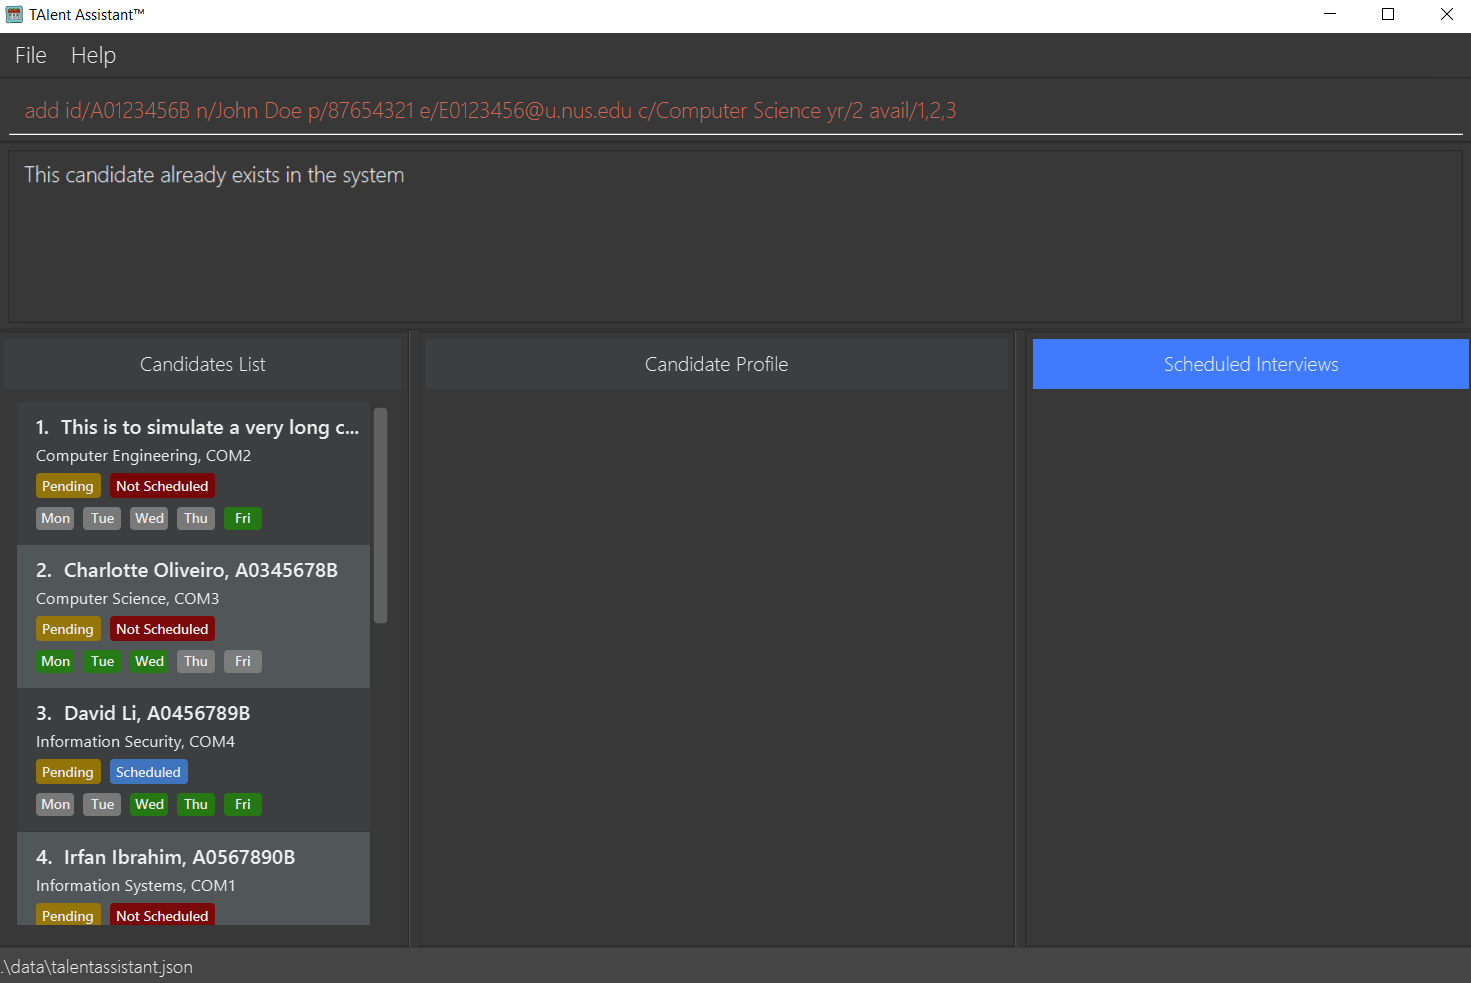 TAlent Assistant™
File Help
add id/A0123456B n/John Doe p/87654321 e/E0123456@u.nus.edu c/Computer Science yr/2 avail/1,2,3
This candidate already exists in the system
Candidates List
1. This is to simulate a very long c...
Computer Engineering, COM2
Pending Not Scheduled
Mon Tue Wed Thu Fri
2. Charlotte Oliveiro, A0345678B
Computer Science, COM3
Pending Not Scheduled
Mon Tue Wed Thu Fri
3. David Li, A0456789B
Information Security, COM4
Pending Scheduled
Mon Tue Wed Thu Fri
4. Irfan Ibrahim, A0567890B
Information Systems, COM1
Pending Not Scheduled
Candidate Profile
Scheduled Interviews
.\data\talentassistant.json